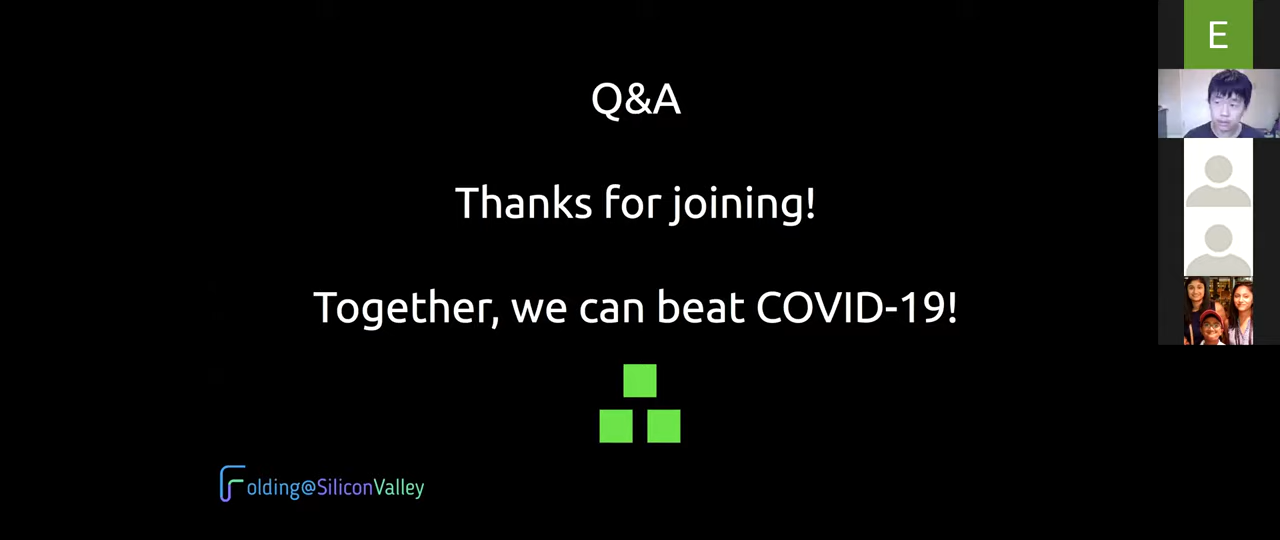 Q&A
Thanks for joining!
Together, we can beat COVID-19!
Folding@SiliconValley
E